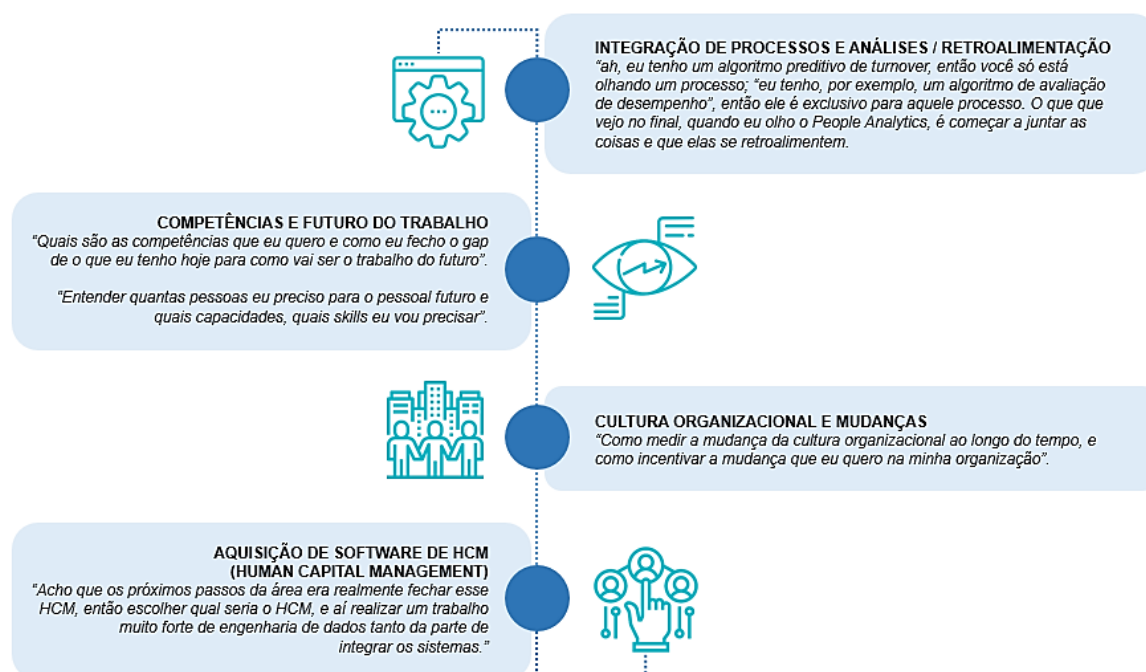 INTEGRAÇÃO DE PROCESSOS E ANÁLISES / RETROALIMENTAÇÃO
“ah, eu tenho um algoritmo preditivo de turnover, então você só está
olhando um processo; “eu tenho, por exemplo, um algoritmo de avaliação
de desempenho”, então ele é exclusivo para aquele processo. O que que
vejo no final, quando eu olho o People Analytics, é começar a juntar as
coisas e que elas se retroalimentem.
COMPETÊNCIAS E FUTURO DO TRABALHO
“Quais são as competências que eu quero e como eu fecho o gap
de o que eu tenho hoje para como vai ser o trabalho do futuro”.
“Entender quantas pessoas eu preciso para o pessoal futuro e
quais capacidades, quais skills eu vou precisar”.
CULTURA ORGANIZACIONAL E MUDANÇAS
“Como medir a mudança da cultura organizacional ao longo do tempo, e
como incentivar a mudança que eu quero na minha organização”.
AQUISIÇÃO DE SOFTWARE DE HCM
(HUMAN CAPITAL MANAGEMENT)
“Acho que os próximos passos da área era realmente fechar esse
HCM, então escolher qual seria o HCM, e aí realizar um trabalho
muito forte de engenharia de dados tanto da parte de
integrar os sistemas.”